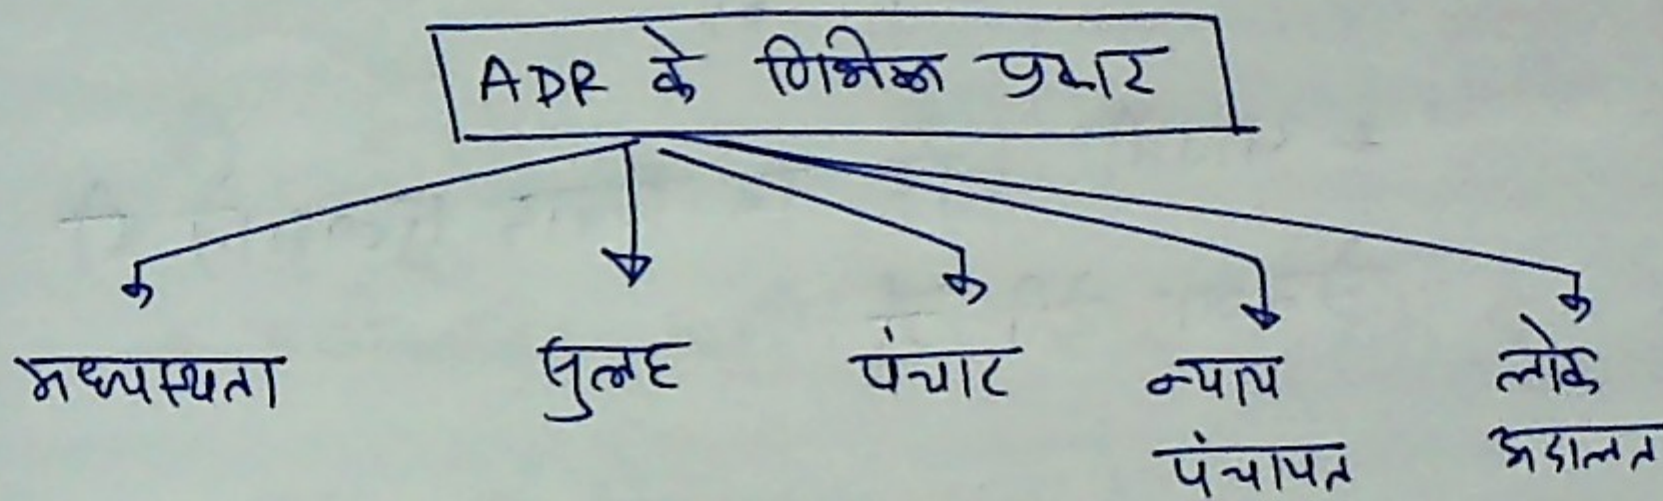 ADR के विभिन्न प्रकार
मध्यस्थता
सुलह
पंचाट
न्याय
पंचायत
लोक
अदालत